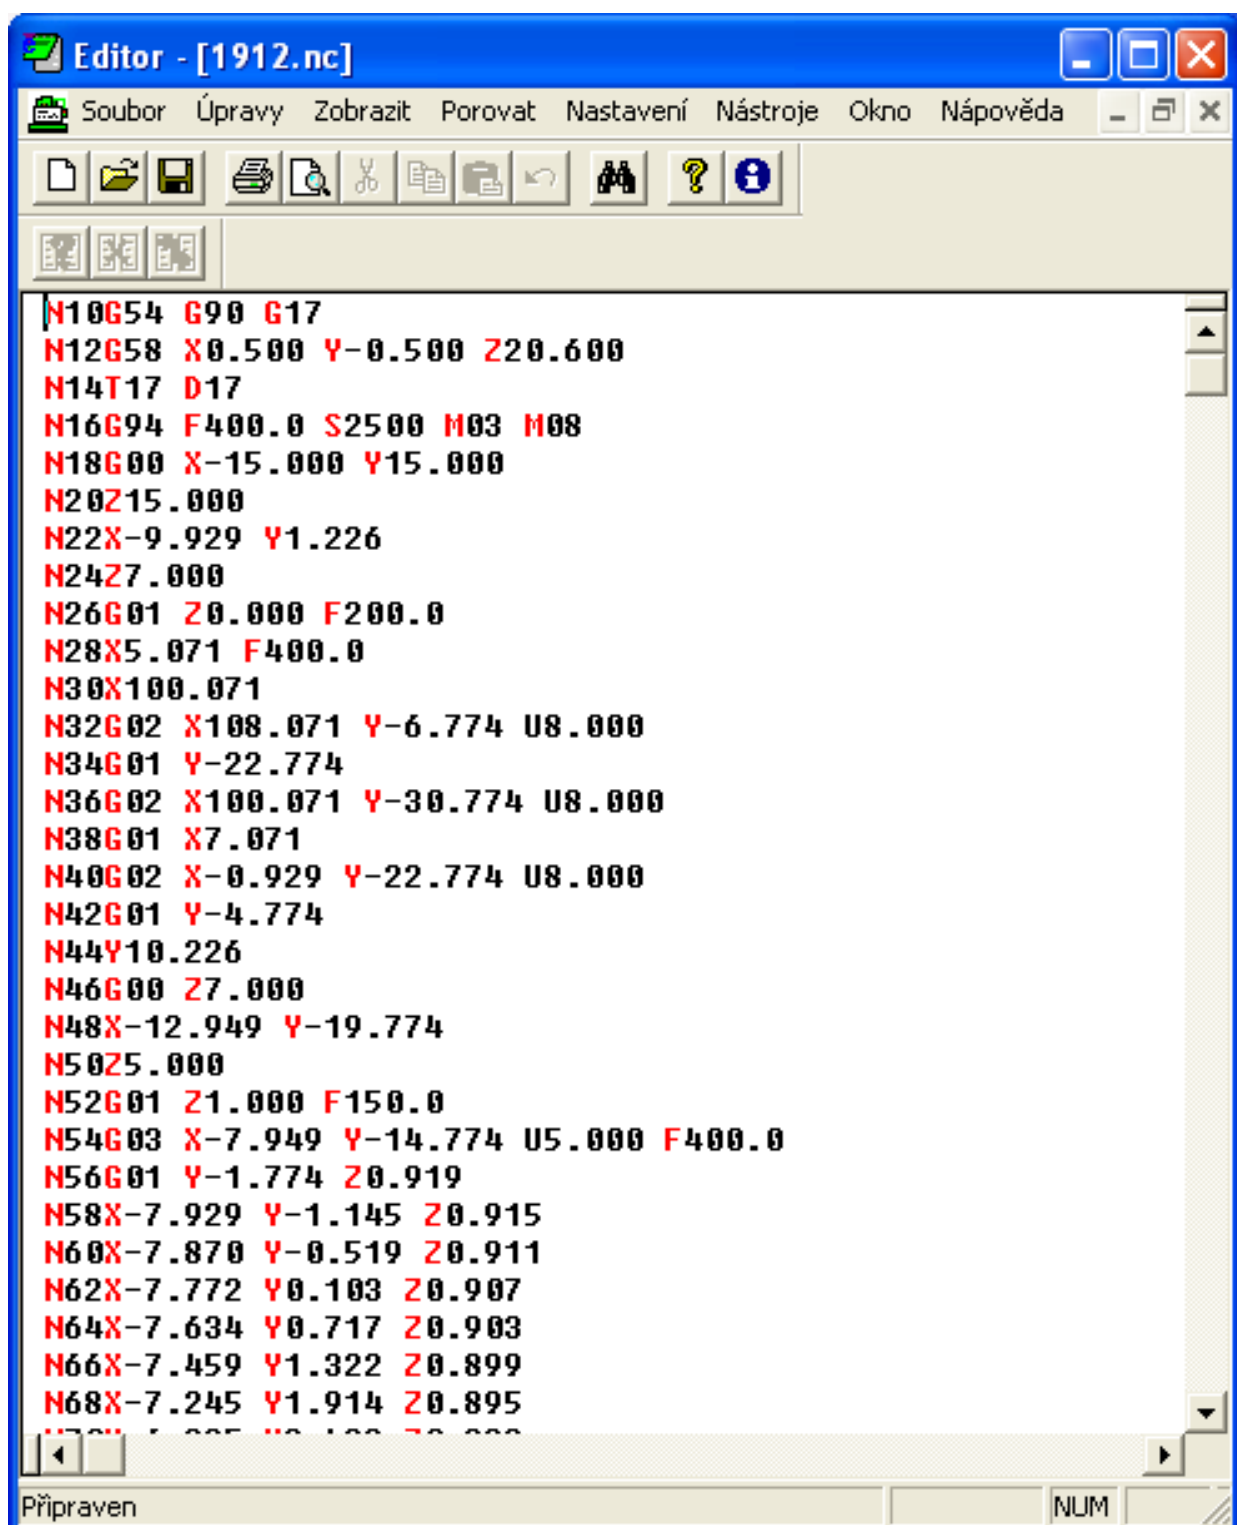 Editor - [1912.nc]
Soubor Úpravy Zobrazit Porovat Nastavení Nástroje Okno Nápověda
N10G54 G90 G17
N12G58 X0.500 Y-0.500 Z20.600
N14T17 D17
N16G94 F400.0 S2500 M03 M08
N18G00 X-15.000 Y15.000
N20Z15.000
N22X-9.929 Y1.226
N24Z7.000
N26G01 Z0.000 F200.0
N28X5.071 F400.0
N30X100.071
N32G02 X108.071 Y-6.774 U8.000
N34G01 Y-22.774
N36G02 X100.071 Y-30.774 U8.000
N38G01 X7.071
N40G02 X-0.929 Y-22.774 U8.000
N42G01 Y-4.774
N44Y10.226
N46G00 Z7.000
N48X-12.949 Y-19.774
N50Z5.000
N52G01 Z1.000 F150.0
N54G03 X-7.949 Y-14.774 U5.000 F400.0
N56G01 Y-1.774 Z0.919
N58X-7.929 Y-1.145 Z0.915
N60X-7.870 Y-0.519 Z0.911
N62X-7.772 Y0.103 Z0.907
N64X-7.634 Y0.717 Z0.903
N66X-7.459 Y1.322 Z0.899
N68X-7.245 Y1.914 Z0.895
Připraven NUM